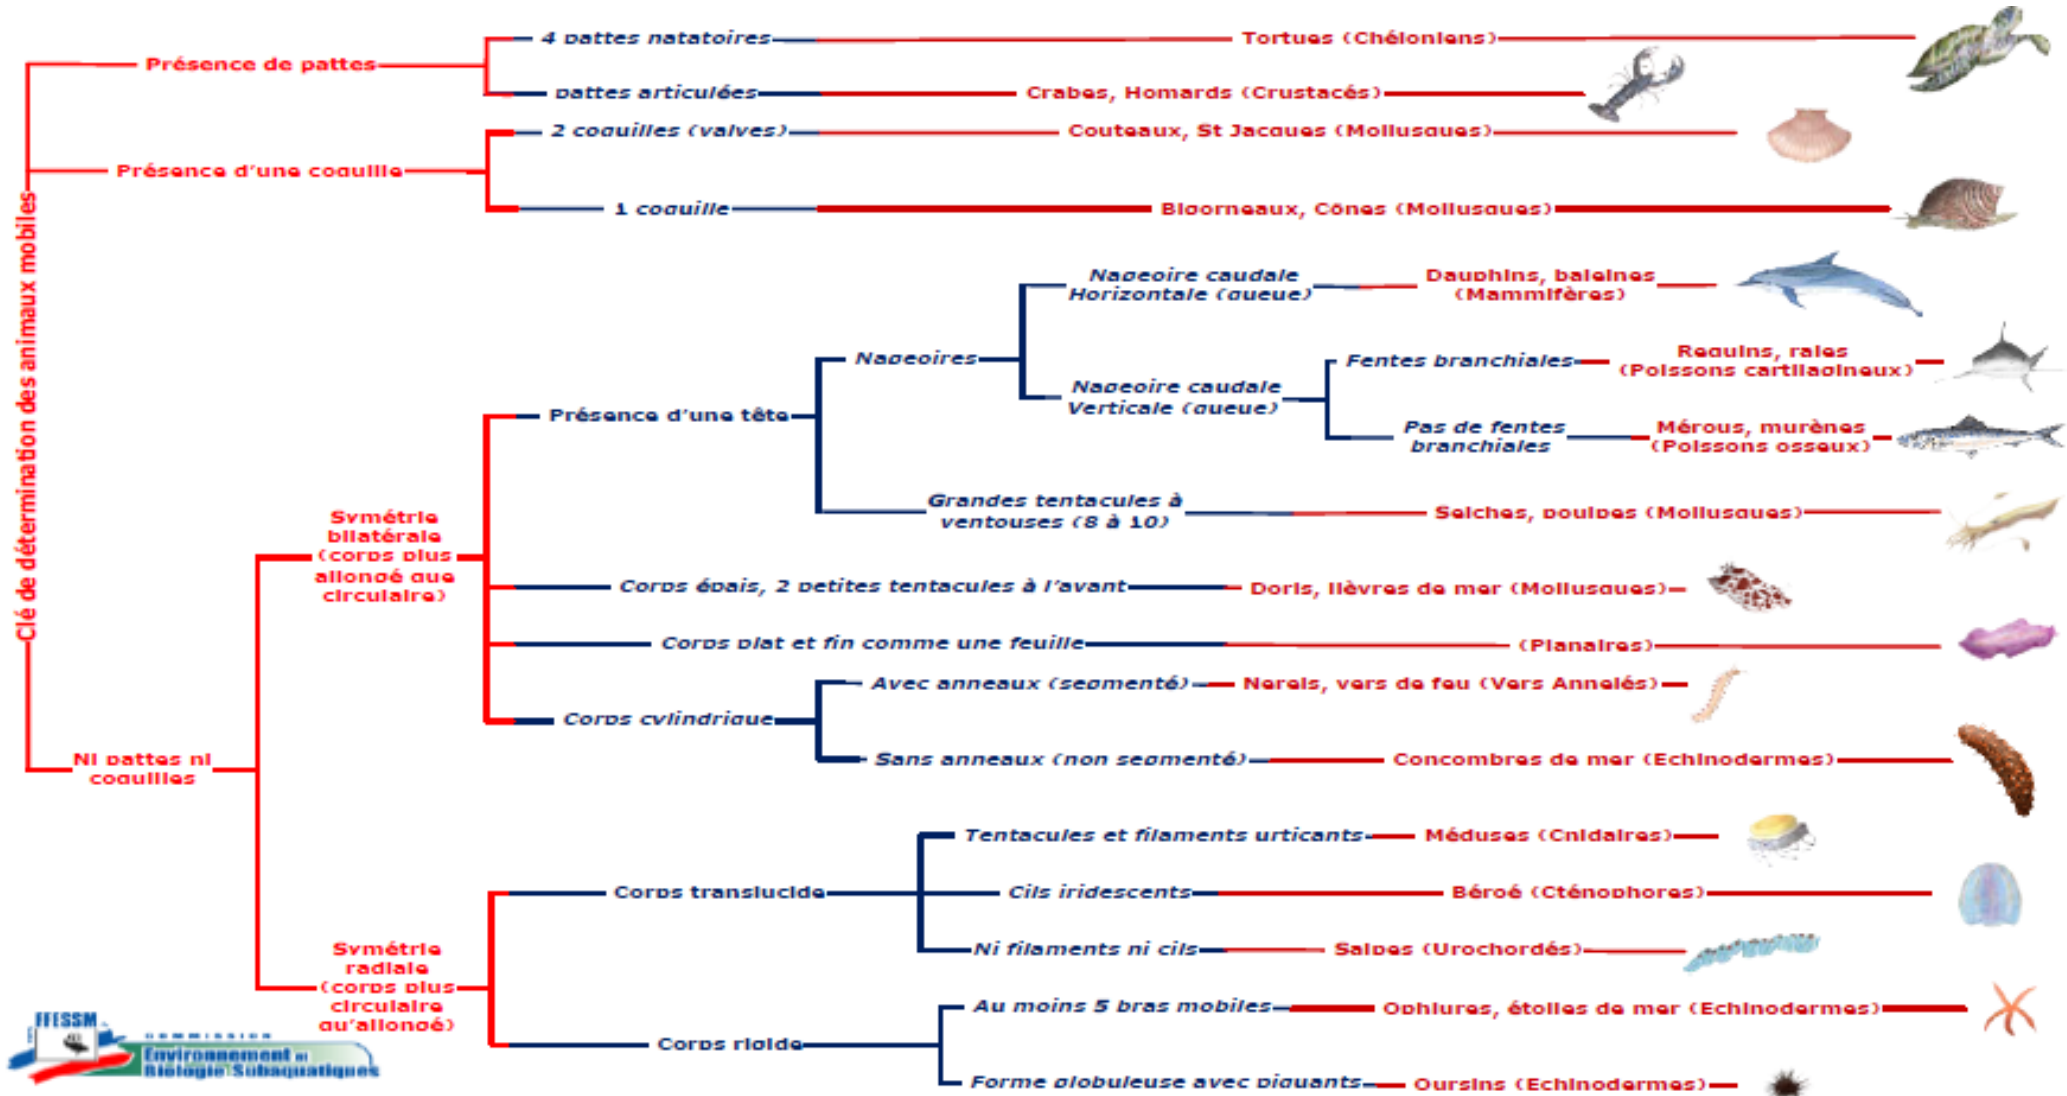 Clé de détermination des animaux mobiles
Présence de pattes
4 pattes natatoires
Tortues (Chéloniens)
pattes articulées
Crabes, Homards (Crustacés)
Présence d'une coquille
2 coquilles (valves)
Couteaux, St Jacques (Mollusques)
1 coquille
Bigorneaux, Cônes (Mollusques)
Ni pattes ni
coquilles
Symétrie
bilatérale
(corps plus
allongé que
circulaire)
Présence d'une tête
Nageoires
Nageoire caudale
Horizontale (queue)
Dauphins, baleines
(Mammifères)
Nageoire caudale
Verticale (queue)
Fentes branchiales
Requins, raies
(Poissons cartilagineux)
Pas de fentes
branchiales
Mérous, murènes
(Poissons osseux)
Grandes tentacules à
ventouses (8 à 10)
Seiches, poulpes (Mollusques)
Corps épais, 2 petites tentacules à l'avant
Doris, lièvres de mer (Mollusques)
Corps plat et fin comme une feuille
(Planaires)
Corps cylindrique
Avec anneaux (segmenté)
Nereis, vers de feu (Vers Annelés)
Sans anneaux (non segmenté)
Concombres de mer (Echinodermes)
Symétrie
radiale
(corps plus
circulaire
qu'allongé)
Corps translucide
Tentacules et filaments urticants
Méduses (Cnidaires)
Cils iridescents
Béroé (Cténophores)
Ni filaments ni cils
Salpes (Urochordés)
Corps rigide
Au moins 5 bras mobiles
Ophiures, étoiles de mer (Echinodermes)
Forme globuleuse avec piquants
Oursins (Echinodermes)
FFESSM
COMMISSION
Environnement et
Biologie Subaquatiques